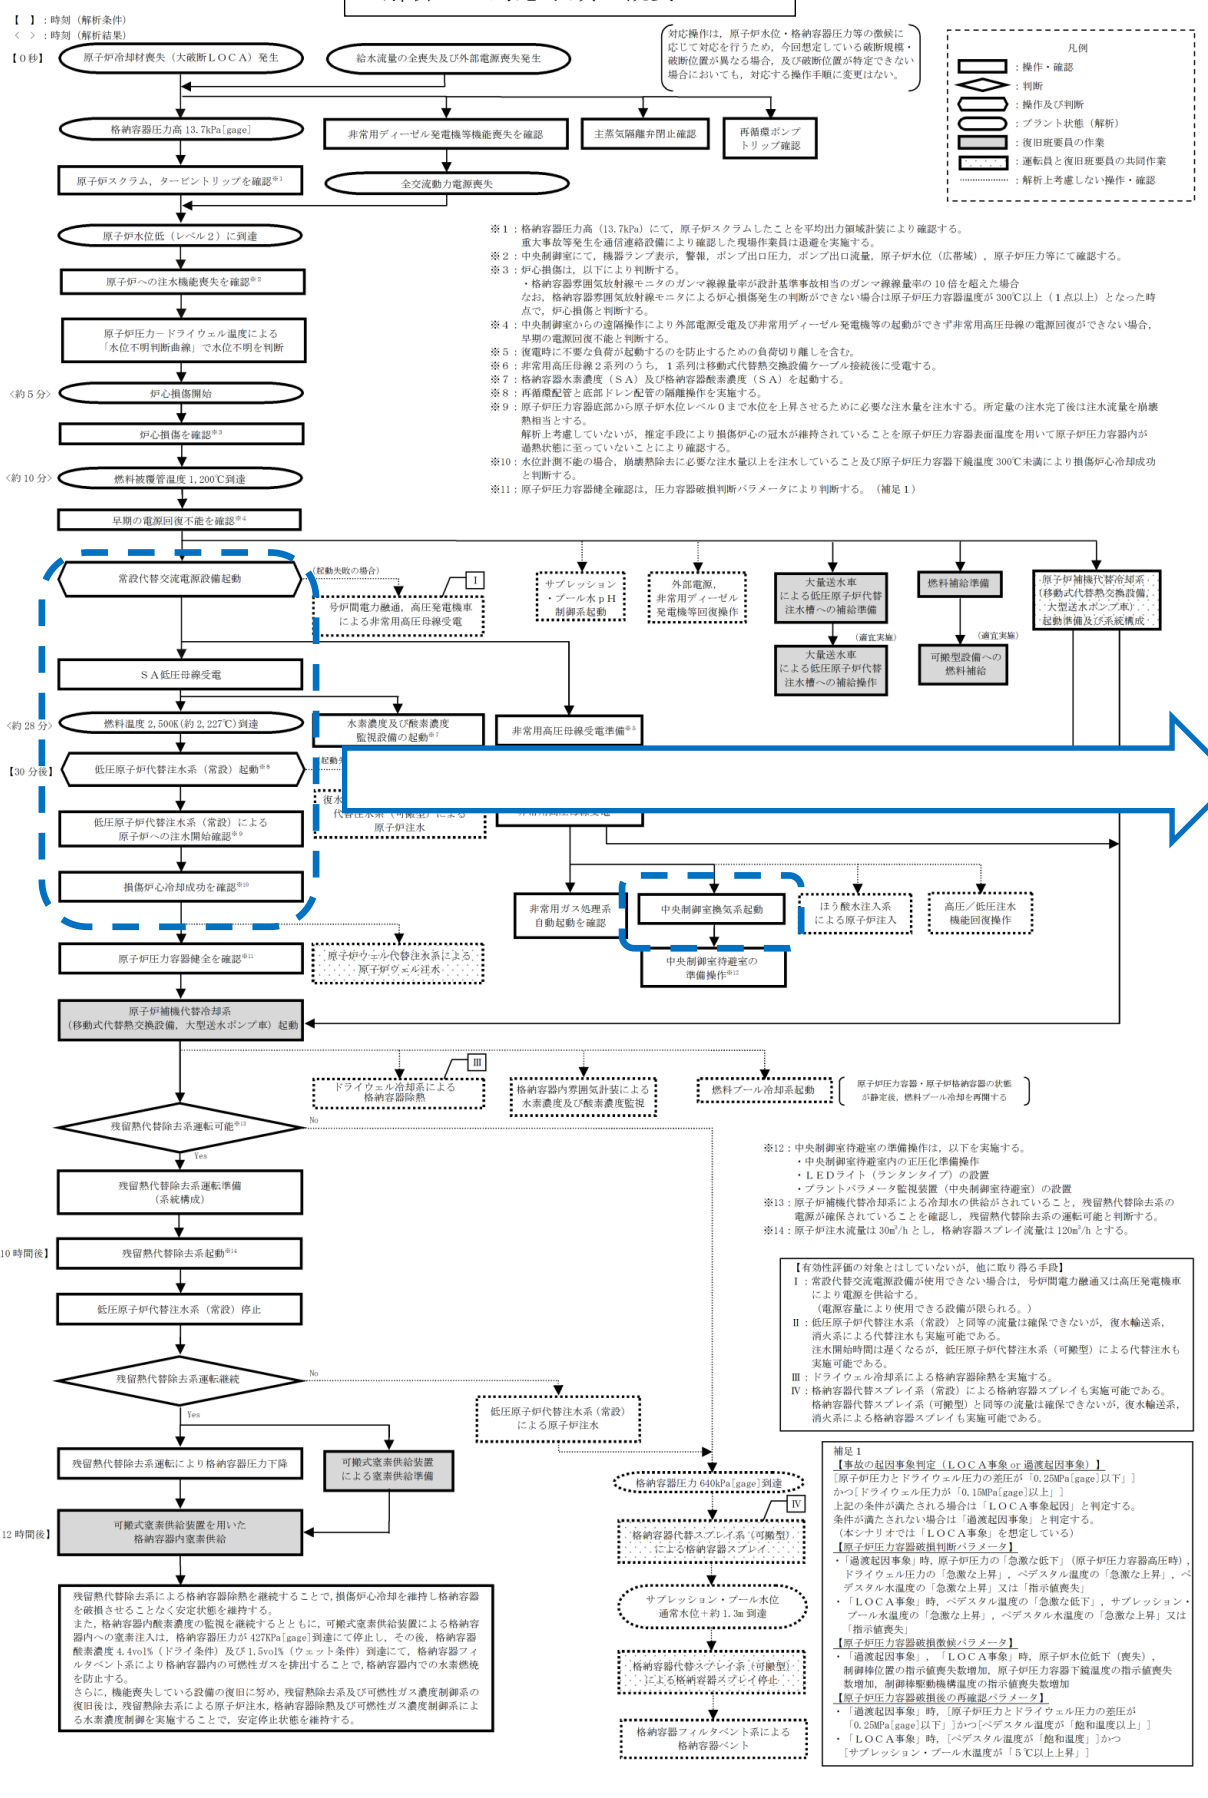 【　】：時刻（解析条件）
＜　＞：時刻（解析結果）
【０秒】
原子炉冷却材喪失（大破断ＬＯＣＡ）発生
給水流量の全喪失及び外部電源喪失発生
対応操作は，原子炉水位・格納容器圧力等の徴候に
応じて対応を行うため，今回想定している破断規模・
破断位置が異なる場合，及び破断位置が特定できない
場合においても，対応する操作手順に変更はない。
凡例
：操作・確認
：判断
：操作及び判断
：プラント状態（解析）
：復旧班要員の作業
：運転員と復旧班要員の共同作業
：解析上考慮しない操作・確認
格納容器圧力高 13.7kPa[gage]
非常用ディーゼル発電機等機能喪失を確認
主蒸気隔離弁閉止確認
再循環ポンプ
トリップ確認
原子炉スクラム，タービントリップを確認※1
全交流動力電源喪失
原子炉水位低（レベル２）に到達
原子炉への注水機能喪失を確認※2
原子炉圧力－ドライウェル温度による
「水位不明判断曲線」で水位不明を判断
＜約５分＞
炉心損傷開始
炉心損傷を確認※3
＜約10分＞
燃料被覆管温度 1,200℃到達
早期の電源回復不能を確認※4
※１：格納容器圧力高（13.7kPa）にて，原子炉スクラムしたことを平均出力領域計装により確認する。
重大事故等発生を通信連絡設備により確認した現場作業員は退避を実施する。
※２：中央制御室にて，機器ランプ表示，警報，ポンプ出口圧力，ポンプ出口流量，原子炉水位（広帯域），原子炉圧力等にて確認する。
※３：炉心損傷は，以下により判断する。
・格納容器雰囲気放射線モニタのガンマ線線量率が設計基準事故相当のガンマ線線量率の 10 倍を超えた場合
なお，格納容器雰囲気放射線モニタによる炉心損傷発生の判断ができない場合は原子炉圧力容器温度が 300℃以上（１点以上）となった時
点で，炉心損傷と判断する。
※４：中央制御室からの遠隔操作により外部電源受電及び非常用ディーゼル発電機等の起動ができず非常用高圧母線の電源回復ができない場合，
早期の電源回復不能と判断する。
※５：復電時に不要な負荷が起動するのを防止するための負荷切り離しを含む。
※６：非常用高圧母線２系列のうち，１系列は移動式代替熱交換設備ケーブル接続後に受電する。
※７：格納容器水素濃度（ＳＡ）及び格納容器酸素濃度（ＳＡ）を起動する。
※８：再循環配管と底部ドレン配管の隔離操作を実施する。
※９：原子炉圧力容器底部から原子炉水位レベル０まで水位を上昇させるために必要な注水量を注水する。所定量の注水完了後は注水流量を崩壊
熱相当とする。
解析上考慮していないが，推定手段により損傷炉心の冠水が維持されていることを原子炉圧力容器表面温度を用いて原子炉圧力容器内が
過熱状態に至っていないことにより確認する。
※10：水位計測不能の場合，崩壊熱除去に必要な注水量以上を注水していること及び原子炉圧力容器下鏡温度 300℃未満により損傷炉心冷却成功
と判断する。
※11：原子炉圧力容器健全確認は，圧力容器破損判断パラメータにより判断する。（補足１）
常設代替交流電源設備起動
（起動失敗の場合）
Ⅰ
号炉間電力融通，高圧発電機車
による非常用高圧母線受電
サプレッション
・プール水ｐＨ
制御系起動
外部電源，
非常用ディーゼル
発電機等回復操作
大量送水車
による低圧原子炉代替
注水槽への補給準備
燃料補給準備
原子炉補機代替冷却系
（移動式代替熱交換設備，
大型送水ポンプ車）
起動準備及び系統構成
（適宜実施）
（適宜実施）
大量送水車
による低圧原子炉代替
注水槽への補給操作
可搬型設備への
燃料補給
ＳＡ低圧母線受電
＜約28分＞
燃料温度 2,500K(約 2,227℃)到達
水素濃度及び酸素濃度
監視設備の起動※7
非常用高圧母線受電準備※5
【30 分後】
低圧原子炉代替注水系（常設）起動※8
低圧原子炉代替注水系（常設）による
原子炉への注水開始確認※9
代替注水系（可搬型）による
原子炉注水
損傷炉心冷却成功を確認※10
非常用ガス処理系
自動起動を確認
中央制御室換気系起動
ほう酸水注入系
による原子炉注入
高圧／低圧注水
機能回復操作
原子炉圧力容器健全を確認※11
原子炉ウェル代替注水系による
原子炉ウェル注水
中央制御室待避室の
準備操作※12
原子炉補機代替冷却系
（移動式代替熱交換設備，大型送水ポンプ車）起動
Ⅲ
ドライウェル冷却系による
格納容器除熱
格納容器内雰囲気計装による
水素濃度及び酸素濃度監視
燃料プール冷却系起動
原子炉圧力容器・原子炉格納容器の状態
が静定後，燃料プール冷却を再開する
残留熱代替除去系運転可能※13
No
Yes
※12：中央制御室待避室の準備操作は，以下を実施する。
・中央制御室待避室内の正圧化準備操作
・ＬＥＤライト（ランタンタイプ）の設置
・プラントパラメータ監視装置（中央制御室待避室）の設置
※13：原子炉補機代替冷却系による冷却水の供給がされていること，残留熱代替除去系の
電源が確保されていることを確認し，残留熱代替除去系の運転可能と判断する。
※14：原子炉注水流量は 30m³/h とし，格納容器スプレイ流量は 120m³/h とする。
残留熱代替除去系運転準備
（系統構成）
10 時間後】
残留熱代替除去系起動※14
低圧原子炉代替注水系（常設）停止
【有効性評価の対象とはしていないが，他に取り得る手段】
Ⅰ：常設代替交流電源設備が使用できない場合は，号炉間電力融通又は高圧発電機車
により電源を供給する。
（電源容量により使用できる設備が限られる。）
Ⅱ：低圧原子炉代替注水系（常設）と同等の流量は確保できないが，復水輸送系，
消火系による代替注水も実施可能である。
注水開始時間は遅くなるが，低圧原子炉代替注水系（可搬型）による代替注水も
実施可能である。
Ⅲ：ドライウェル冷却系による格納容器除熱を実施する。
Ⅳ：格納容器代替スプレイ系（常設）による格納容器スプレイも実施可能である。
格納容器代替スプレイ系（可搬型）と同等の流量は確保できないが，復水輸送系，
消火系による格納容器スプレイも実施可能である。
残留熱代替除去系運転継続
No
Yes
低圧原子炉代替注水系（常設）
による原子炉注水
残留熱代替除去系運転により格納容器圧力下降
可搬式窒素供給装置
による窒素供給準備
格納容器圧力 640kPa[gage]到達
Ⅳ
12 時間後】
可搬式窒素供給装置を用いた
格納容器内窒素供給
格納容器代替スプレイ系（可搬型）
による格納容器スプレイ
サプレッション・プール水位
通常水位＋約 1.3m 到達
格納容器代替スプレイ系（可搬型）
による格納容器スプレイ停止
格納容器フィルタベント系による
格納容器ベント
残留熱代替除去系による格納容器除熱を継続することで，損傷炉心冷却を維持し格納容器
を破損させることなく安定状態を維持する。
また，格納容器内酸素濃度の監視を継続するとともに，可搬式窒素供給装置による格納容
器内への窒素注入は，格納容器圧力が 427KPa[gage]到達にて停止し，その後，格納容器
酸素濃度 4.4vol%（ドライ条件）及び 1.5vol%（ウェット条件）到達にて，格納容器フィ
ルタベント系により格納容器内の可燃性ガスを排出することで，格納容器内での水素燃焼
を防止する。
さらに，機能喪失している設備の復旧に努め，残留熱除去系及び可燃性ガス濃度制御系の
復旧後は，残留熱除去系による原子炉注水，格納容器除熱及び可燃性ガス濃度制御系によ
る水素濃度制御を実施することで，安定停止状態を維持する。
補足１
【事故の起因事象判定（ＬＯＣＡ事象 or 過渡起因事象）】
[原子炉圧力とドライウェル圧力の差圧が「0.25MPa[gage]以下」]
かつ[ドライウェル圧力が「0.15MPa[gage]以上」]
上記の条件が満たされる場合は「ＬＯＣＡ事象起因」と判定する。
条件が満たされない場合は「過渡起因事象」と判定する。
（本シナリオでは「ＬＯＣＡ事象」を想定している）
【原子炉圧力容器破損判断パラメータ】
・「過渡起因事象」時，原子炉圧力の「急激な低下」（原子炉圧力容器高圧時），
ドライウェル圧力の「急激な上昇」，ペデスタル温度の「急激な上昇」，ペ
デスタル水温度の「急激な上昇」又は「指示値喪失」
・「ＬＯＣＡ事象」時，ペデスタル温度の「急激な低下」，サプレッション・
プール水温度の「急激な上昇」，ペデスタル水温度の「急激な上昇」又は
「指示値喪失」
【原子炉圧力容器破損徴候パラメータ】
・「過渡起因事象」，「ＬＯＣＡ事象」時，原子炉水位低下（喪失），
制御棒位置の指示値喪失数増加，原子炉圧力容器下鏡温度の指示値喪失
数増加，制御棒駆動機構温度の指示値喪失数増加
【原子炉圧力容器破損後の再確認パラメータ】
・「過渡起因事象」時，[原子炉圧力とドライウェル圧力の差圧が
「0.25MPa[gage]以下」]かつ[ペデスタル温度が「飽和温度以上」]
・「ＬＯＣＡ事象」時，[ペデスタル温度が「飽和温度」]かつ
[サプレッション・プール水温度が「５℃以上上昇」]